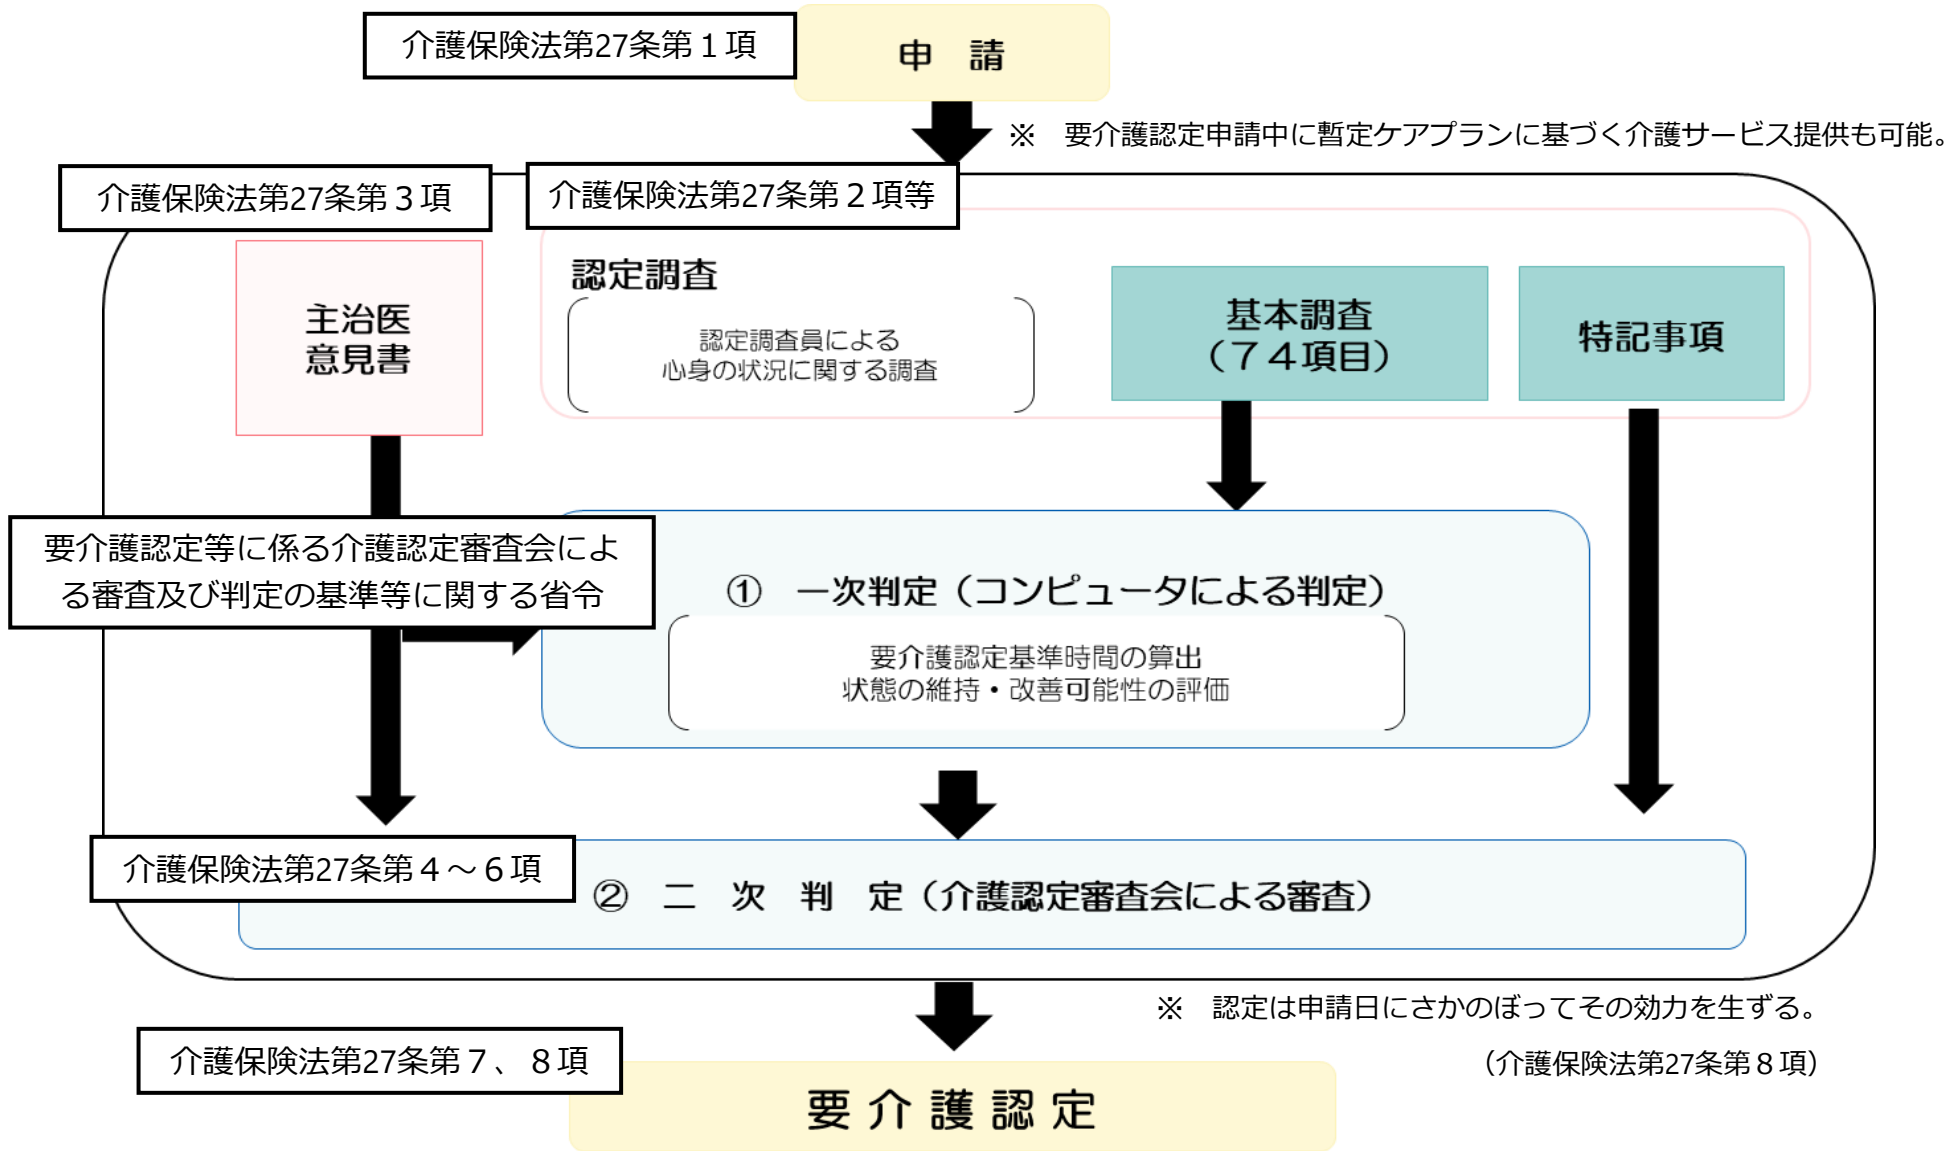 介護保険法第27条第１項
申　請
※　要介護認定申請中に暫定ケアプランに基づく介護サービス提供も可能。
介護保険法第27条第３項
介護保険法第27条第２項等
主治医
意見書
認定調査
認定調査員による
心身の状況に関する調査
基本調査
（７４項目）
特記事項
要介護認定等に係る介護認定審査会によ
る審査及び判定の基準等に関する省令
①　一次判定（コンピュータによる判定）
要介護認定基準時間の算出
状態の維持・改善可能性の評価
介護保険法第27条第４～６項
②　二　次　判　定（介護認定審査会による審査）
※　認定は申請日にさかのぼってその効力を生ずる。
（介護保険法第27条第８項）
介護保険法第27条第７、８項
要介護認定